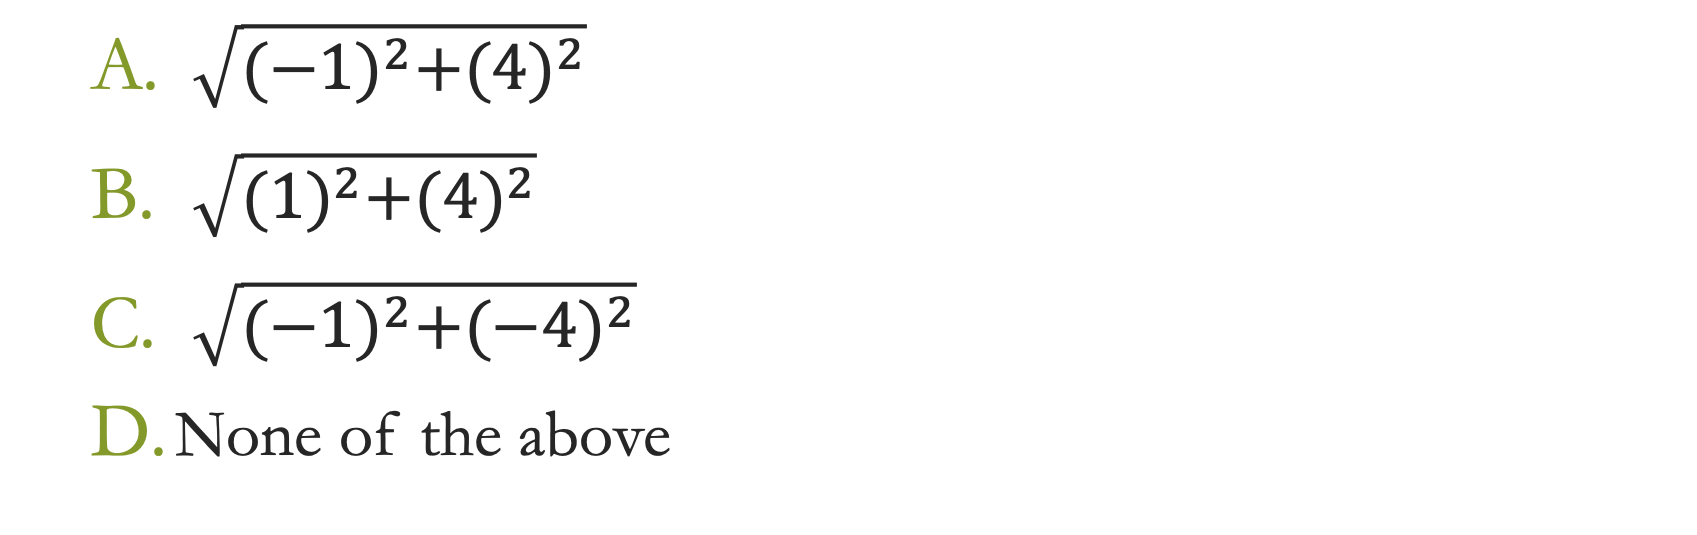 A. √(−1)²+(4)²
B. √(1)²+(4)²
C. √(−1)²+(−4)²
D. None of the above